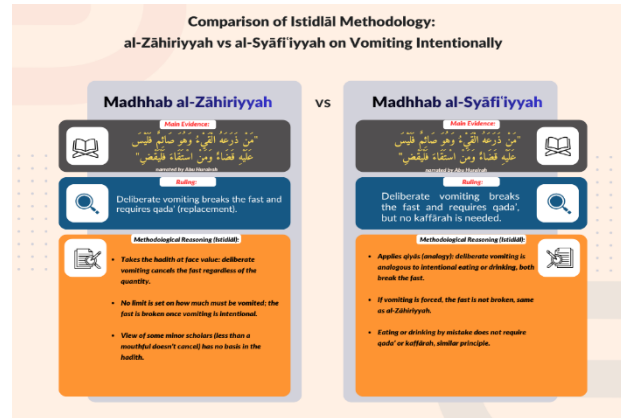 Comparison of Istidlāl Methodology:
al-Zāhiriyyah vs al-Syāfiʿiyyah on Vomiting Intentionally
Madhhab al-Zāhiriyyah
Main Evidence:
"مَنْ ذَرَعَهُ الْقَيْءُ وَهُوَ صَائِمٌ فَلَيْسَ
عَلَيْهِ قَضَاءٌ وَمَنْ اسْتَقَاءَ فَلْيَقْضِ"
narrated by Abu Hurairah
Ruling:
Deliberate vomiting breaks the fast and
requires qada' (replacement).
Methodological Reasoning (Istidlāl):
• Takes the hadith at face value: deliberate
vomiting cancels the fast regardless of the
quantity.
• No limit is set on how much must be vomited; the
fast is broken once vomiting is intentional.
• View of some minor scholars (less than a
mouthful doesn't cancel) has no basis in the
hadith.
vs
Madhhab al-Syāfiʿiyyah
Main Evidence:
"مَنْ ذَرَعَهُ الْقَيْءُ وَهُوَ صَائِمٌ فَلَيْسَ
عَلَيْهِ قَضَاءٌ وَمَنْ اسْتَقَاءَ فَلْيَقْضِ"
narrated by Abu Hurairah
Ruling:
Deliberate vomiting breaks
the fast and requires qada',
but no kaffārah is needed.
Methodological Reasoning (Istidlāl):
• Applies qiyās (analogy): deliberate vomiting is
analogous to intentional eating or drinking, both
break the fast.
• If vomiting is forced, the fast is not broken, same
as al-Zāhiriyyah.
• Eating or drinking by mistake does not require
qada' or kaffārah, similar principle.